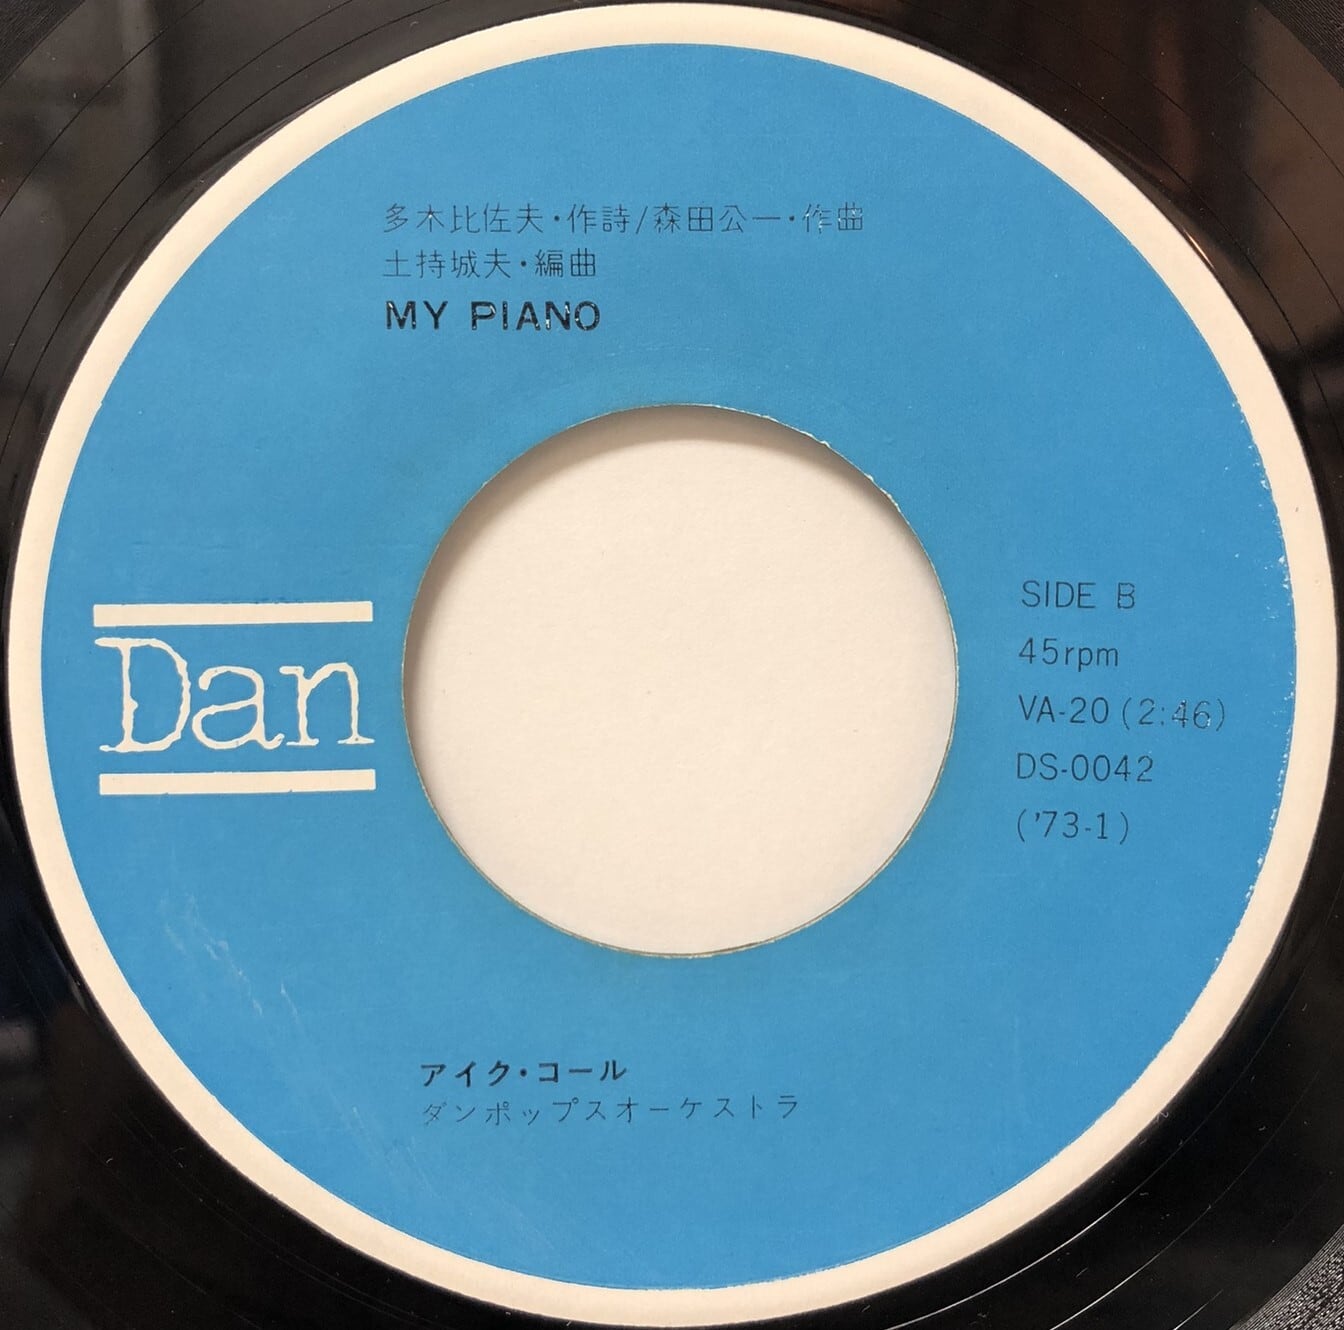 多木比佐夫・作詩/森田公一・作曲
土持城夫・編曲
MY PIANO
Dan
SIDE B
45rpm
VA-20 (2:46)
DS-0042
('73-1)
アイク・コール
ダンポップスオーケストラ